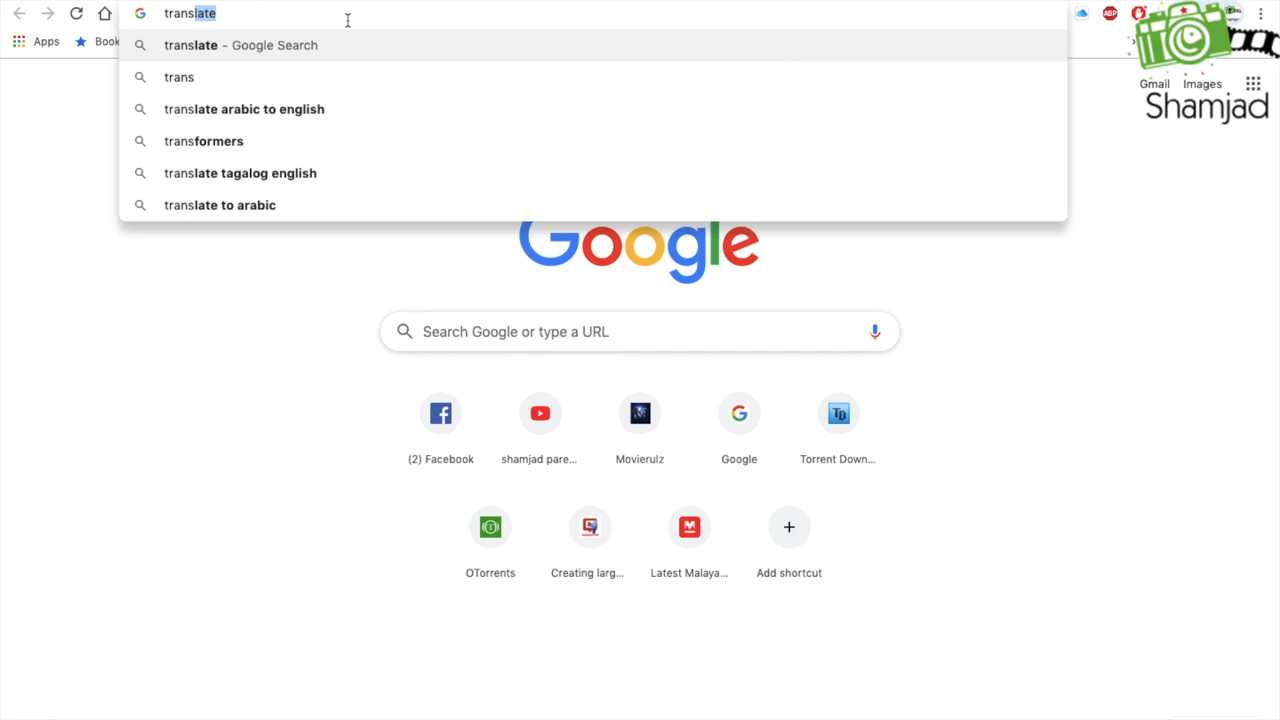 translate
translate - Google Search
trans
translate arabic to english
transformers
translate tagalog english
translate to arabic
Apps
Book
ABP
Gmail
Images
Shamjad
Google
Search Google or type a URL
(2) Facebook
shamjad pare...
Movierulz
Google
Torrent Down...
OTorrents
Creating larg...
Latest Malaya...
Add shortcut